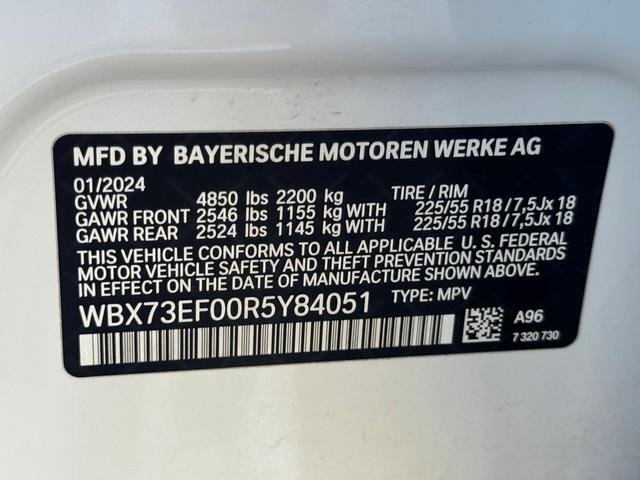 MFD BY BAYERISCHE MOTOREN WERKE AG
01/2024 TIRE / RIM
GVWR 4850 lbs 2200 kg
GAWR FRONT 2546 lbs 1155 kg WITH 225/55 R18 / 7,5Jx 18
GAWR REAR 2524 lbs 1145 kg WITH 225/55 R18 / 7,5Jx 18
THIS VEHICLE CONFORMS TO ALL APPLICABLE U. S. FEDERAL
MOTOR VEHICLE SAFETY AND THEFT PREVENTION STANDARDS
IN EFFECT ON THE DATE OF MANUFACTURE SHOWN ABOVE.
WBX73EF00R5Y84051 TYPE: MPV
A96
7 320 730